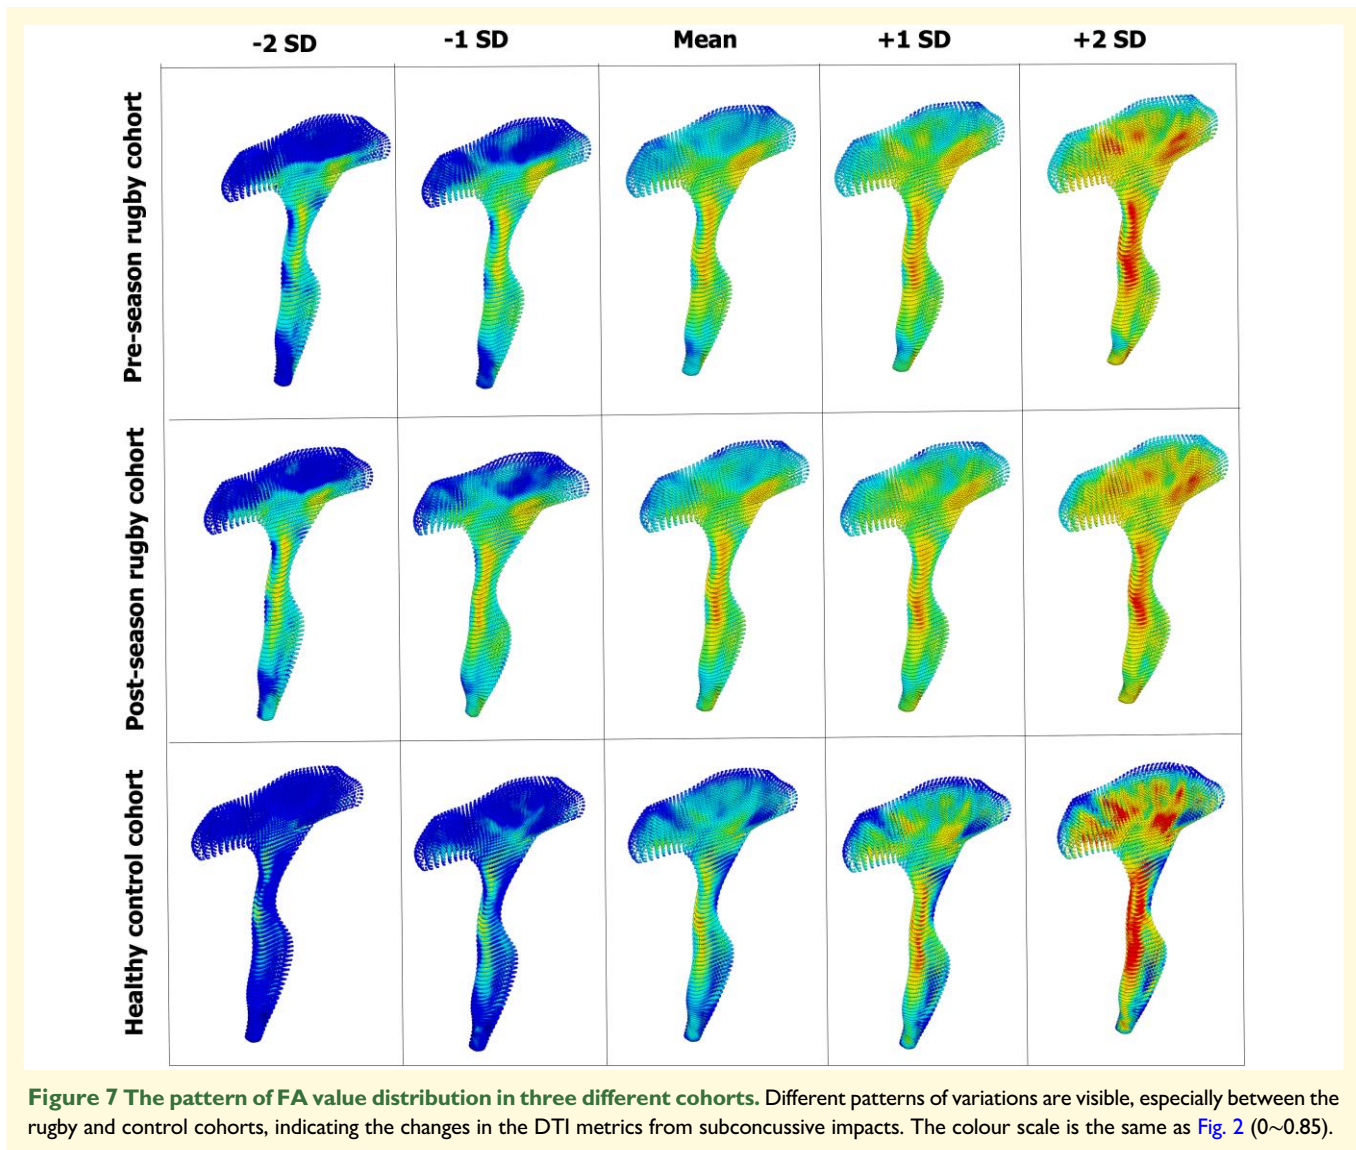 -2 SD -1 SD Mean +1 SD +2 SD
Pre-season rugby cohort
Post-season rugby cohort
Healthy control cohort
Figure 7 The pattern of FA value distribution in three different cohorts. Different patterns of variations are visible, especially between the
rugby and control cohorts, indicating the changes in the DTI metrics from subconcussive impacts. The colour scale is the same as Fig. 2 (0~0.85).